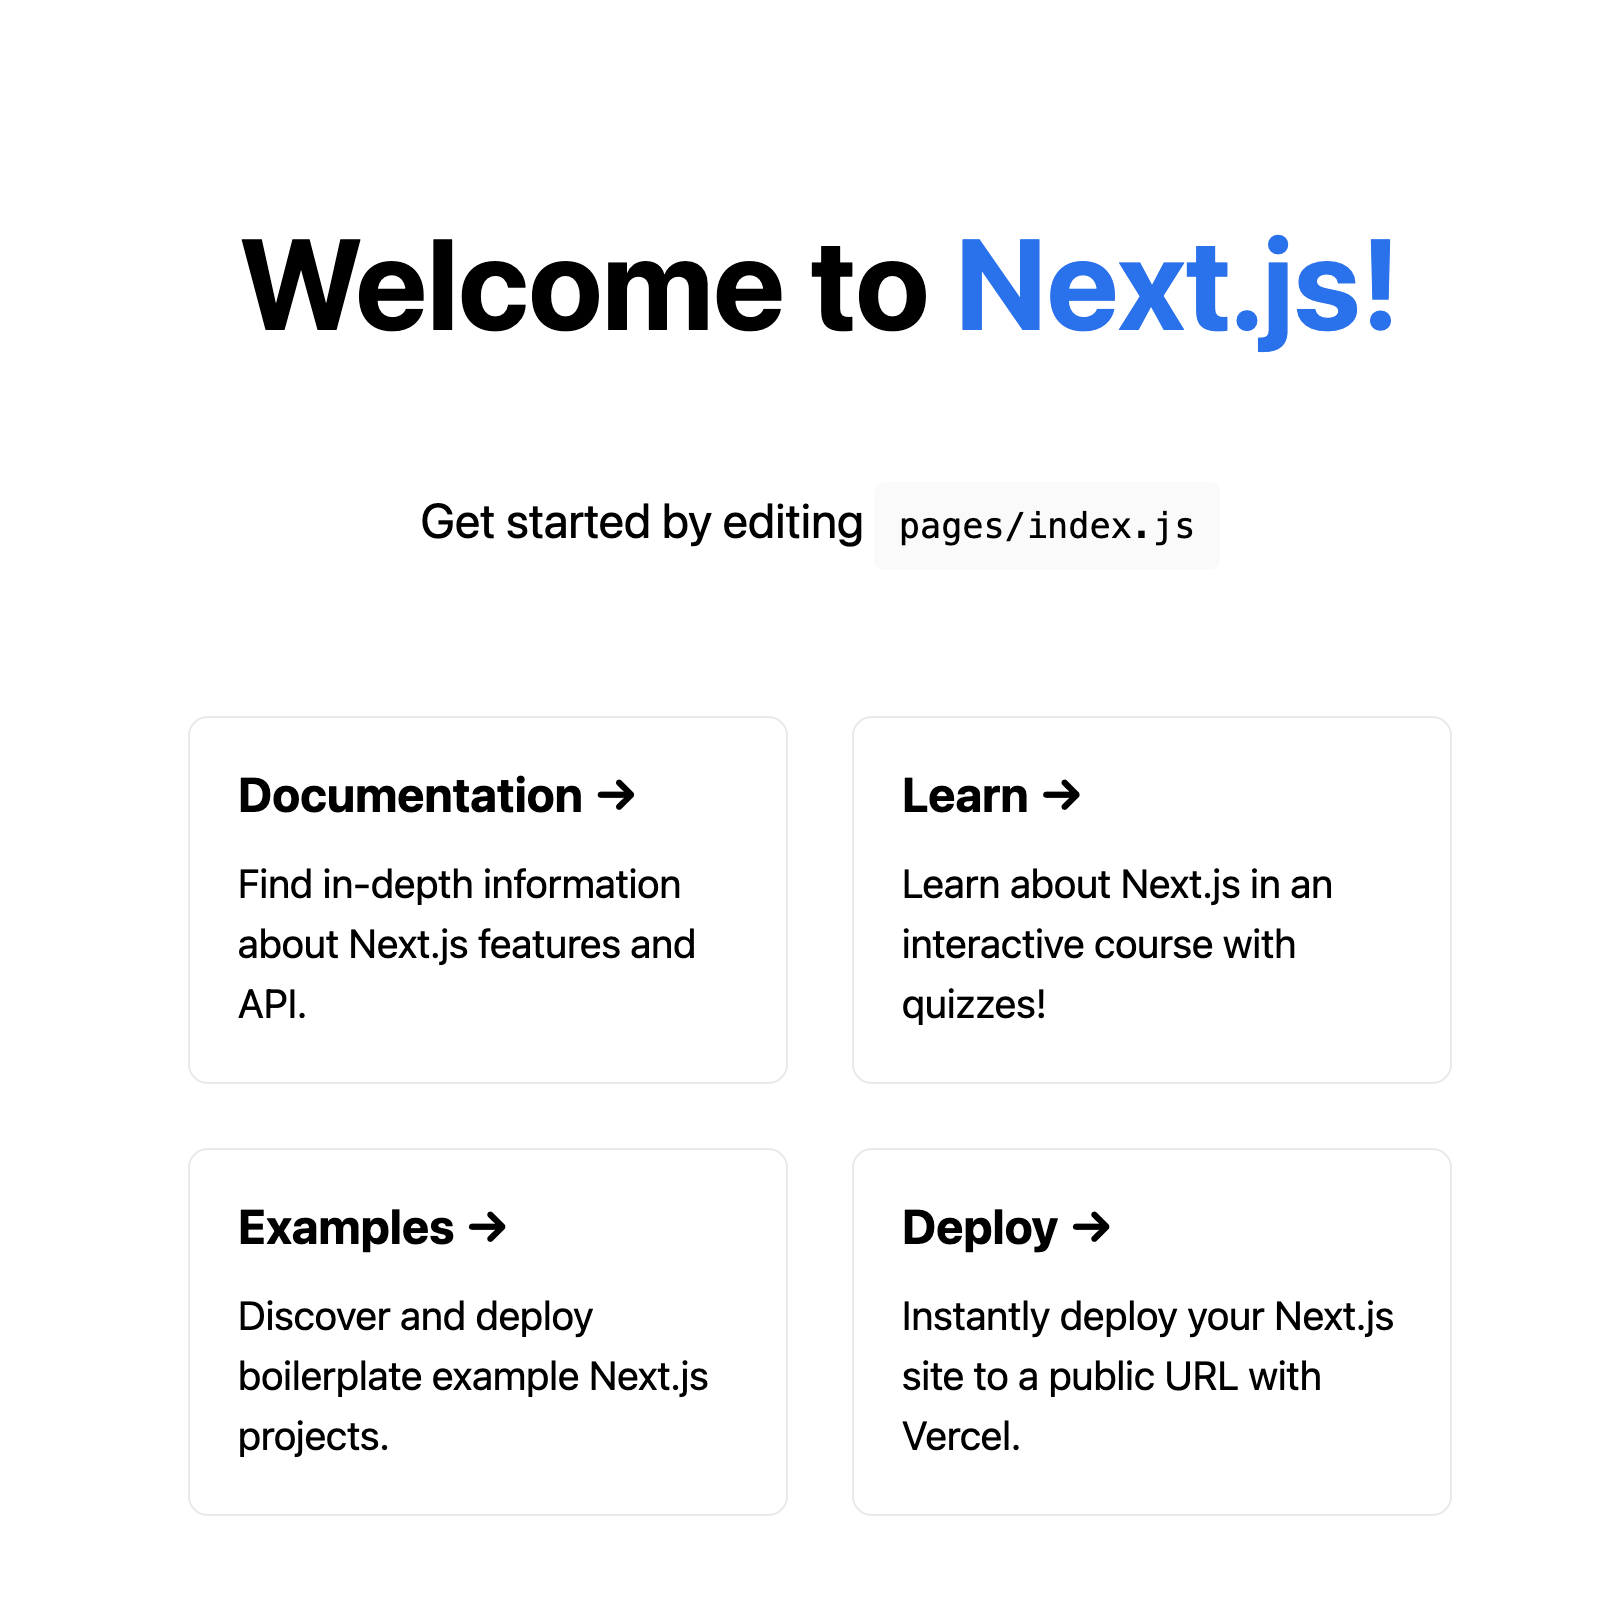 Welcome to Next.js!
Get started by editing pages/index.js
Documentation →
Find in-depth information
about Next.js features and
API.
Learn →
Learn about Next.js in an
interactive course with
quizzes!
Examples →
Discover and deploy
boilerplate example Next.js
projects.
Deploy →
Instantly deploy your Next.js
site to a public URL with
Vercel.